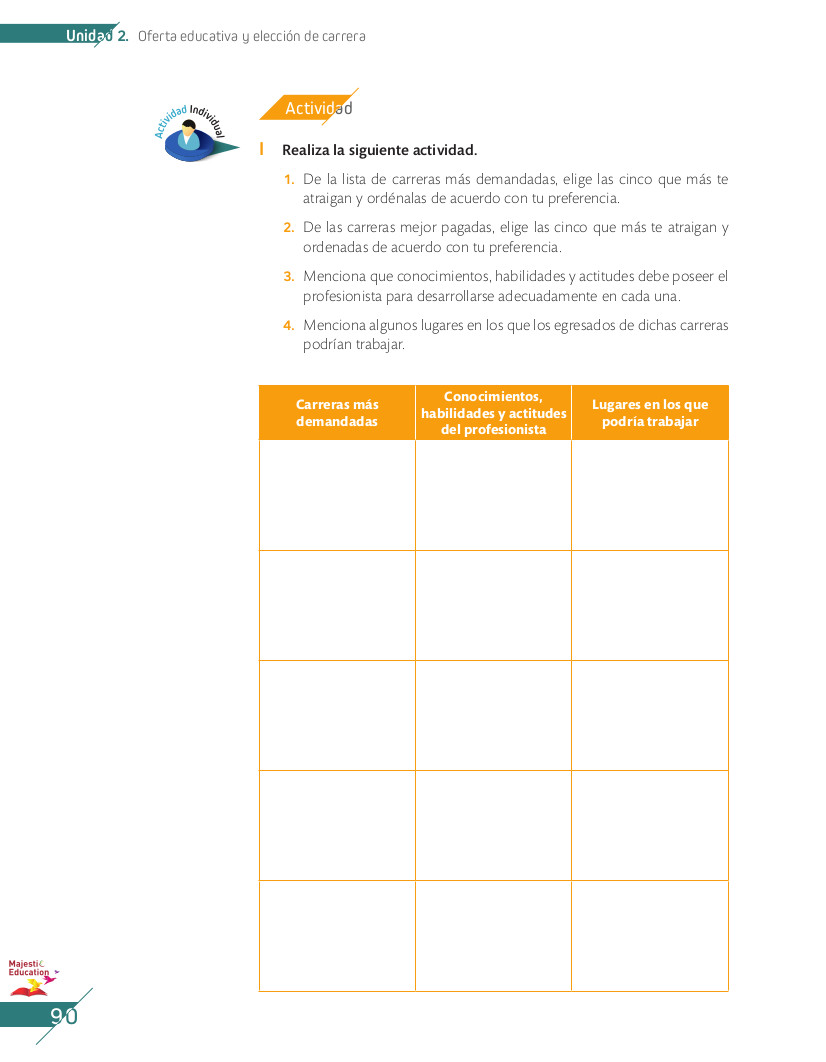 Unidad 2. Oferta educativa y elección de carrera
Actividad Individual
Actividad
I Realiza la siguiente actividad.
1. De la lista de carreras más demandadas, elige las cinco que más te
atraigan y ordénalas de acuerdo con tu preferencia.
2. De las carreras mejor pagadas, elige las cinco que más te atraigan y
ordenadas de acuerdo con tu preferencia.
3. Menciona que conocimientos, habilidades y actitudes debe poseer el
profesionista para desarrollarse adecuadamente en cada una.
4. Menciona algunos lugares en los que los egresados de dichas carreras
podrían trabajar.
Carreras más
demandadas
Conocimientos,
habilidades y actitudes
del profesionista
Lugares en los que
podría trabajar
Majestic
Education
90